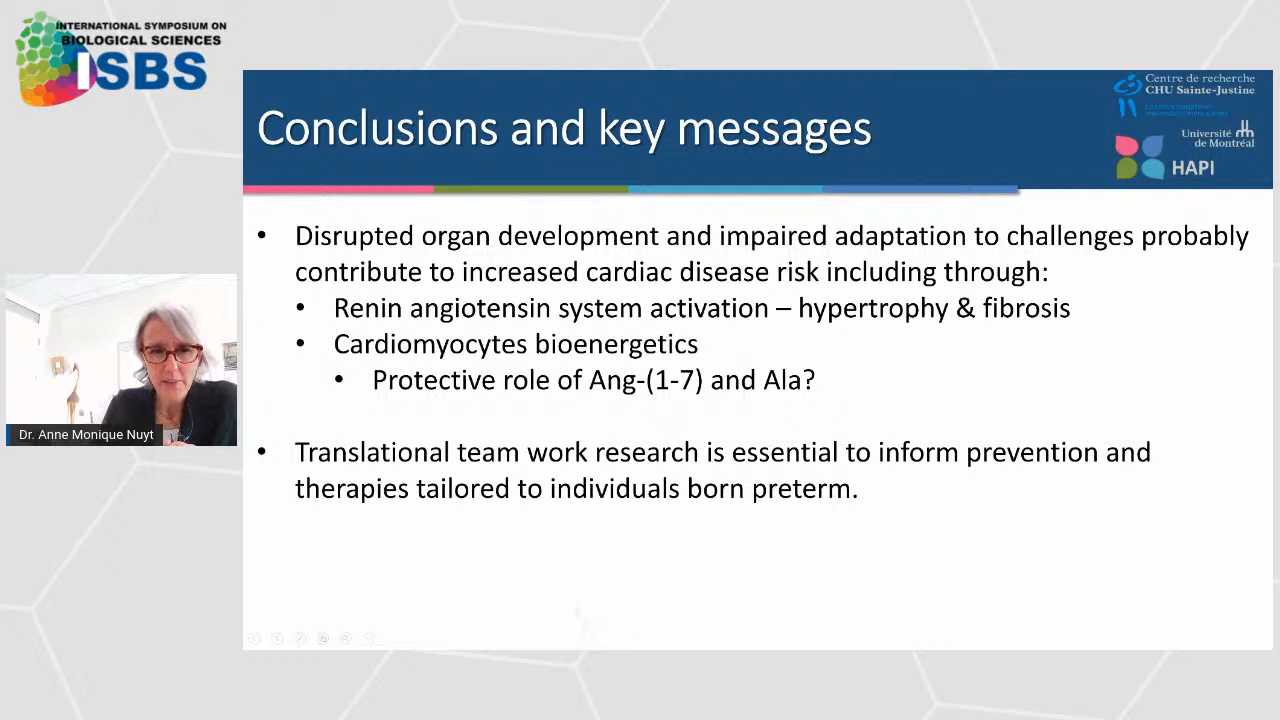 INTERNATIONAL SYMPOSIUM ON
BIOLOGICAL SCIENCES
ISBS
Conclusions and key messages
Centre de recherche
CHU Sainte-Justine
Université
de Montréal
HAPI
• Disrupted organ development and impaired adaptation to challenges probably
contribute to increased cardiac disease risk including through:
• Renin angiotensin system activation – hypertrophy & fibrosis
• Cardiomyocytes bioenergetics
• Protective role of Ang-(1-7) and Ala?
• Translational team work research is essential to inform prevention and
therapies tailored to individuals born preterm.
Dr. Anne Monique Nuyt